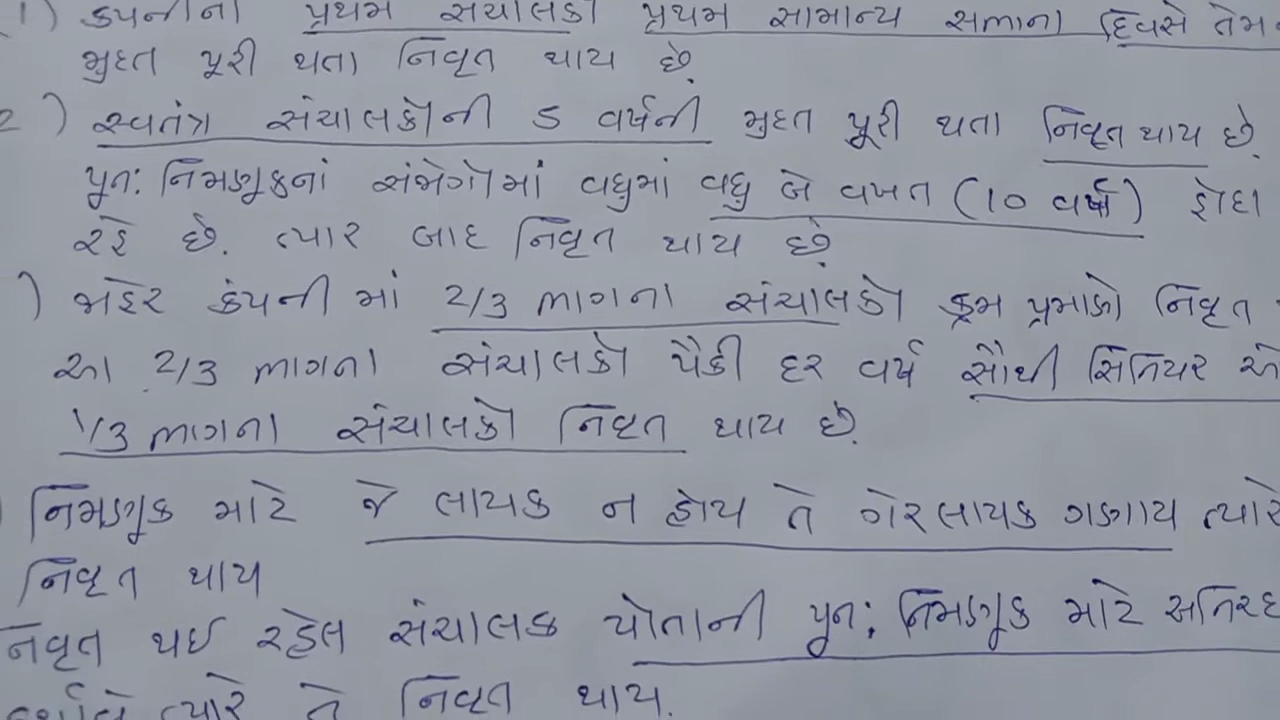 1) કંપનીના પ્રથમ સંચાલકો પ્રથમ સામાન્ય સભાના દિવસે તેમ
મુદત પૂરી થતા નિવૃત થાય છે.
2) સ્વતંત્ર સંચાલકોની 5 વર્ષની મુદત પૂરી થતા નિવૃત થાય છે.
પુન: નિમણૂકનાં સંજોગોમાં વધુમાં વધુ બે વખત (10 વર્ષ) હોદા
રહે છે. ત્યાર બાદ નિવૃત થાય છે.
) જાહેર કંપની માં 2/3 ભાગના સંચાલકો ક્રમ પ્રમાણે નિવૃત
આ 2/3 ભાગના સંચાલકો પૈકી દર વર્ષે સૌથી સિનિયર એ
1/3 ભાગના સંચાલકો નિવૃત થાય છે.
) નિમણૂક માટે જે લાયક ન હોય તે ગેરલાયક ગણાય ત્યારે
નિવૃત થાય
નિવૃત થઈ રહેલ સંચાલક પોતાની પુન: નિમણૂક માટે અનિચ્છ
ત્યારે તે નિવૃત થાય.